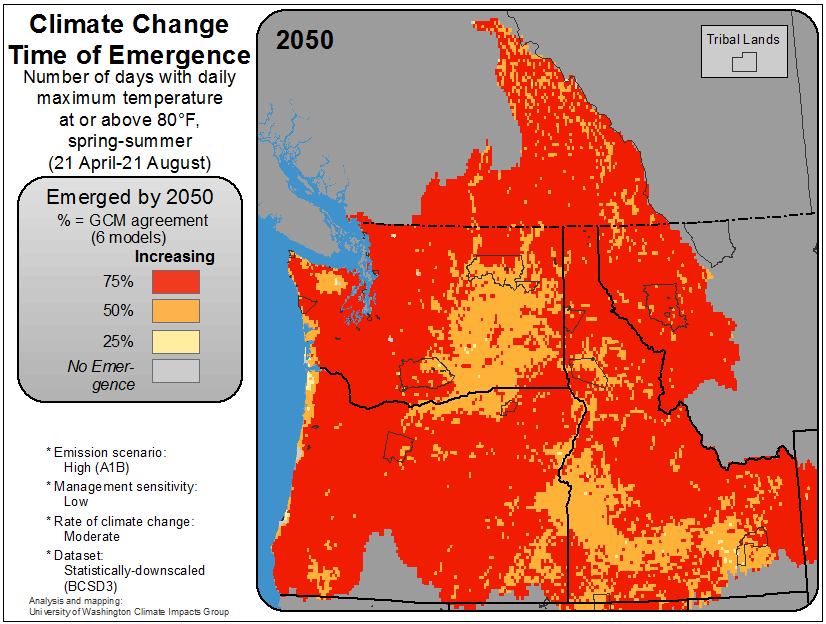 Climate Change
Time of Emergence
Number of days with daily
maximum temperature
at or above 80°F,
spring-summer
(21 April-21 August)
Emerged by 2050
% = GCM agreement
(6 models)
Increasing
75%
50%
25%
No Emer-
gence
* Emission scenario:
High (A1B)
* Management sensitivity:
Low
* Rate of climate change:
Moderate
* Dataset:
Statistically-downscaled
(BCSD3)
Analysis and mapping:
University of Washington Climate Impacts Group
2050
Tribal Lands